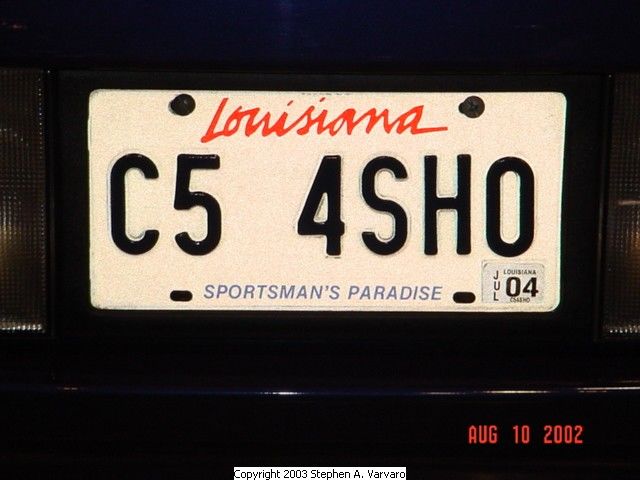 Louisiana
C5 4SHO
SPORTSMAN'S PARADISE
JUL
LOUISIANA
04
AUG 10 2002
Copyright 2003 Stephen A. Varvaro